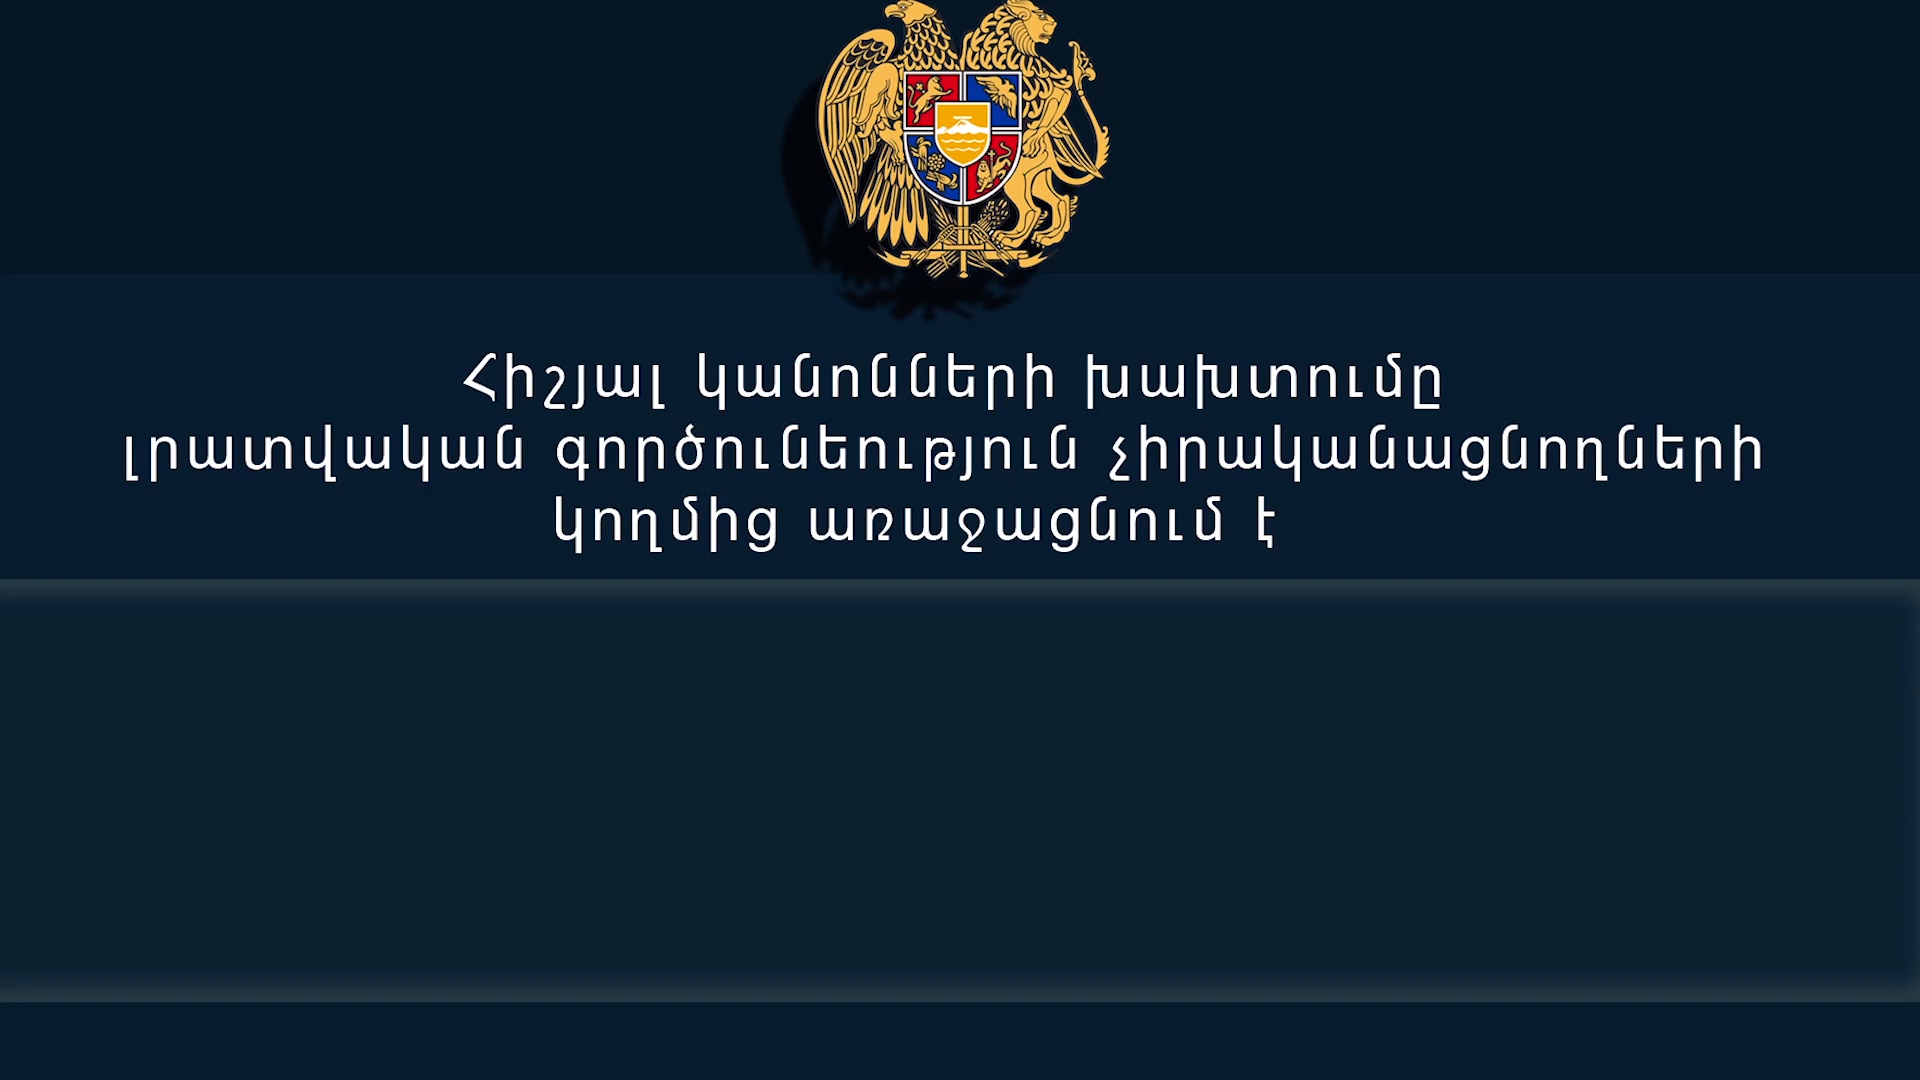 Հիշյալ կանոնների խախտումը
լրատվական գործունեություն չիրականացնողների
կողմից առաջացնում է